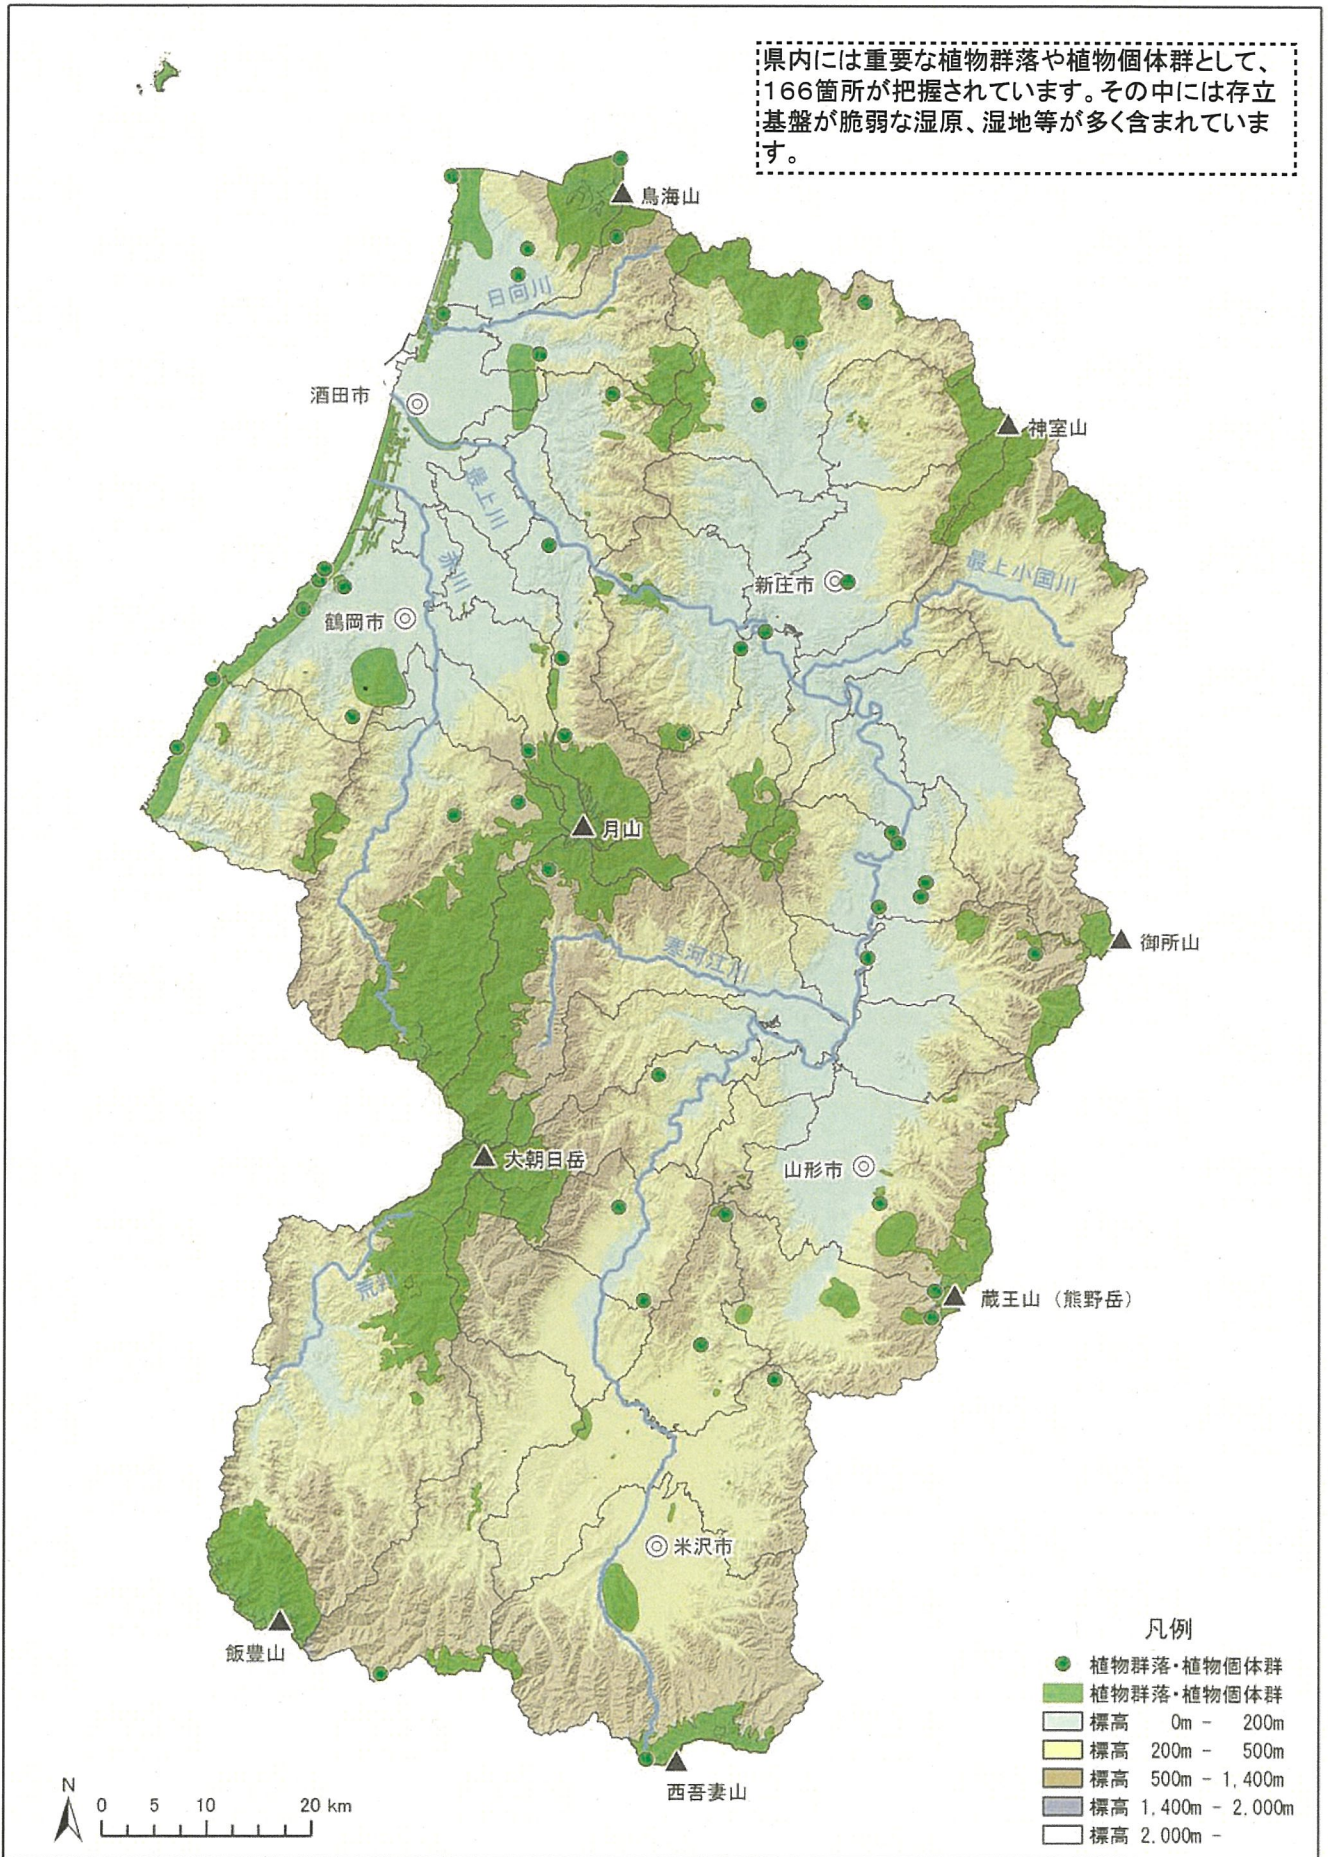 県内には重要な植物群落や植物個体群として、
166箇所が把握されています。その中には存立
基盤が脆弱な湿原、湿地等が多く含まれていま
す。
鳥海山
日向川
酒田市
神室山
最上川
赤川
最上小国川
新庄市
鶴岡市
月山
御所山
寒河江川
大朝日岳
山形市
荒川
蔵王山（熊野岳）
米沢市
飯豊山
西吾妻山
凡例
植物群落・植物個体群
植物群落・植物個体群
標高 0m - 200m
標高 200m - 500m
標高 500m - 1,400m
標高 1,400m - 2,000m
標高 2,000m -
N
0 5 10 20 km